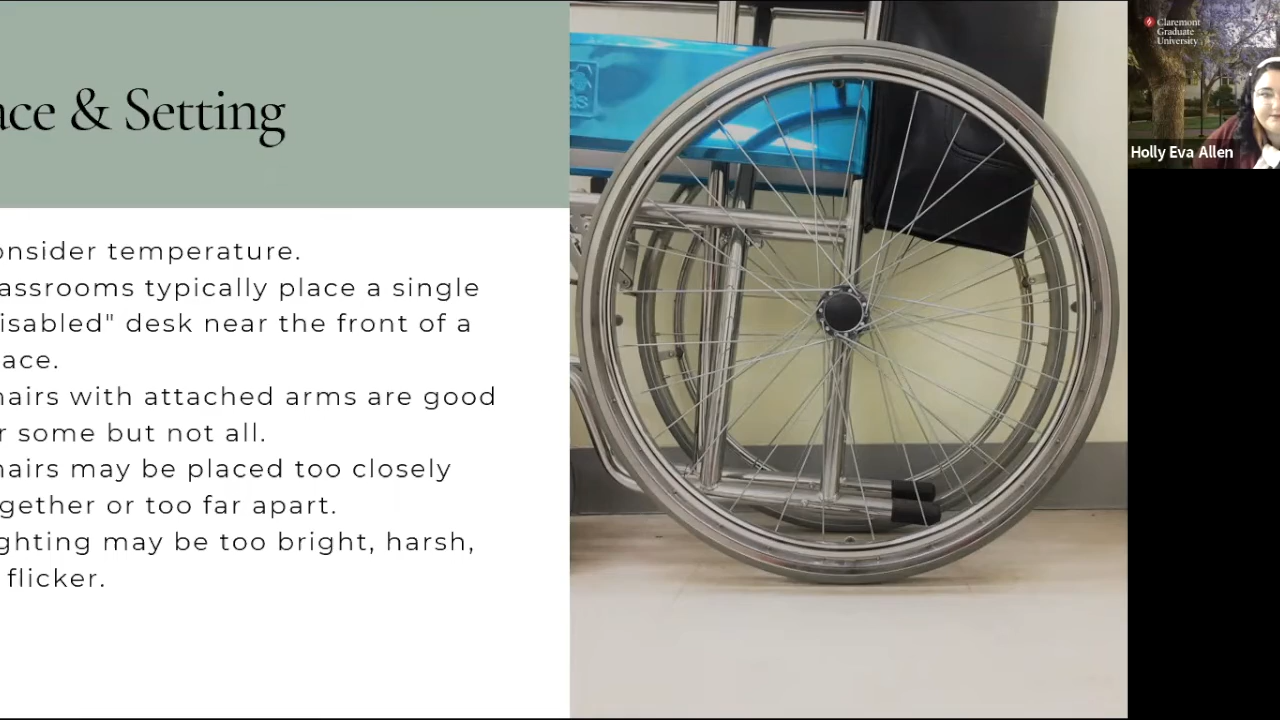 ace & Setting
onsider temperature.
assrooms typically place a single
isabled" desk near the front of a
ace.
hairs with attached arms are good
r some but not all.
hairs may be placed too closely
gether or too far apart.
ghting may be too bright, harsh,
flicker.
Claremont
Graduate
University
Holly Eva Allen